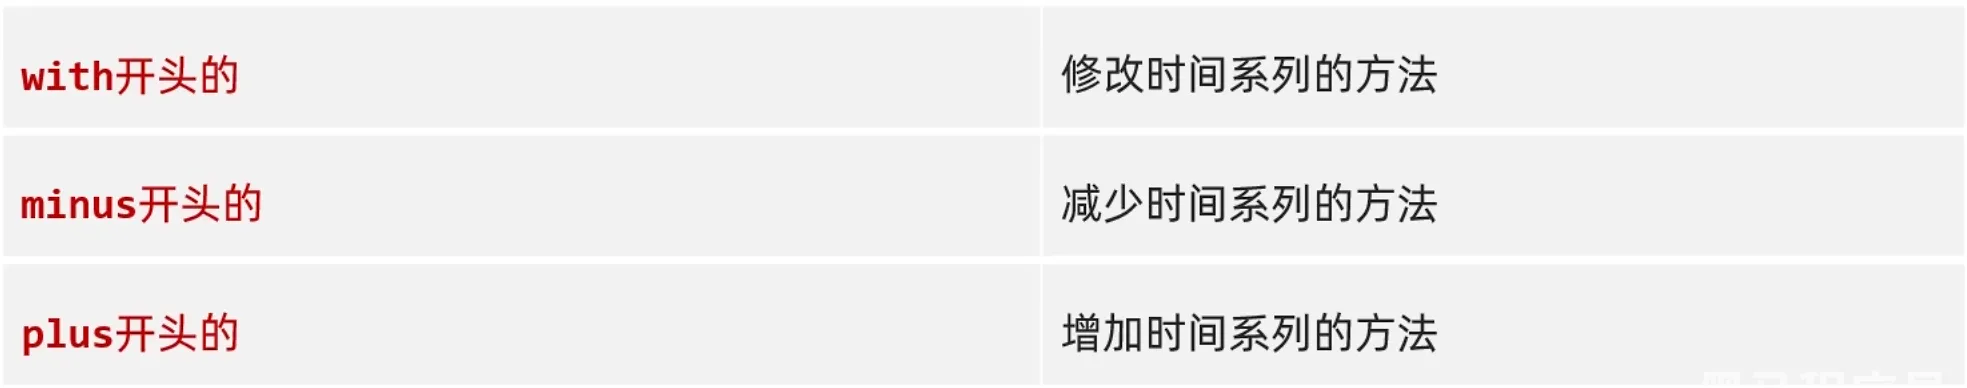 with开头的
修改时间系列的方法
minus开头的
减少时间系列的方法
plus开头的
增加时间系列的方法